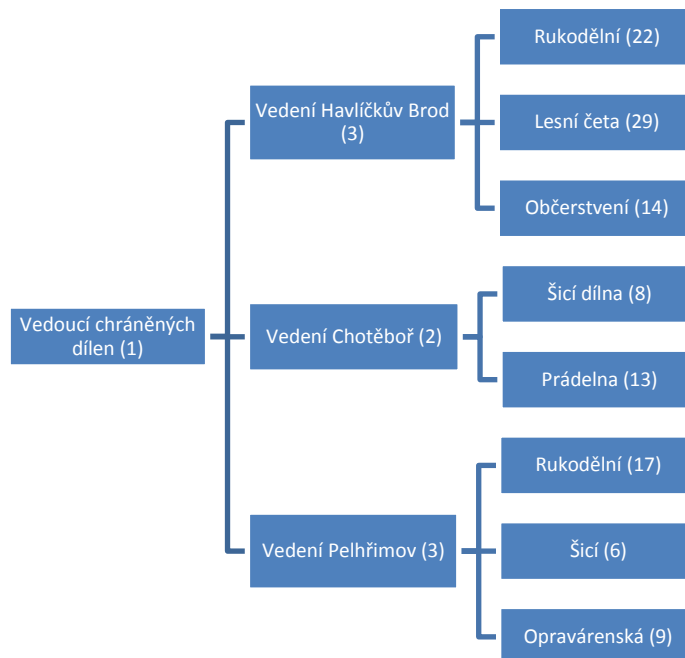 Vedoucí chráněných
dílen (1)
Vedení Havlíčkův Brod
(3)
Rukodělní (22)
Lesní četa (29)
Občerstvení (14)
Vedení Chotěboř (2)
Šicí dílna (8)
Prádelna (13)
Vedení Pelhřimov (3)
Rukodělní (17)
Šicí (6)
Opravárenská (9)